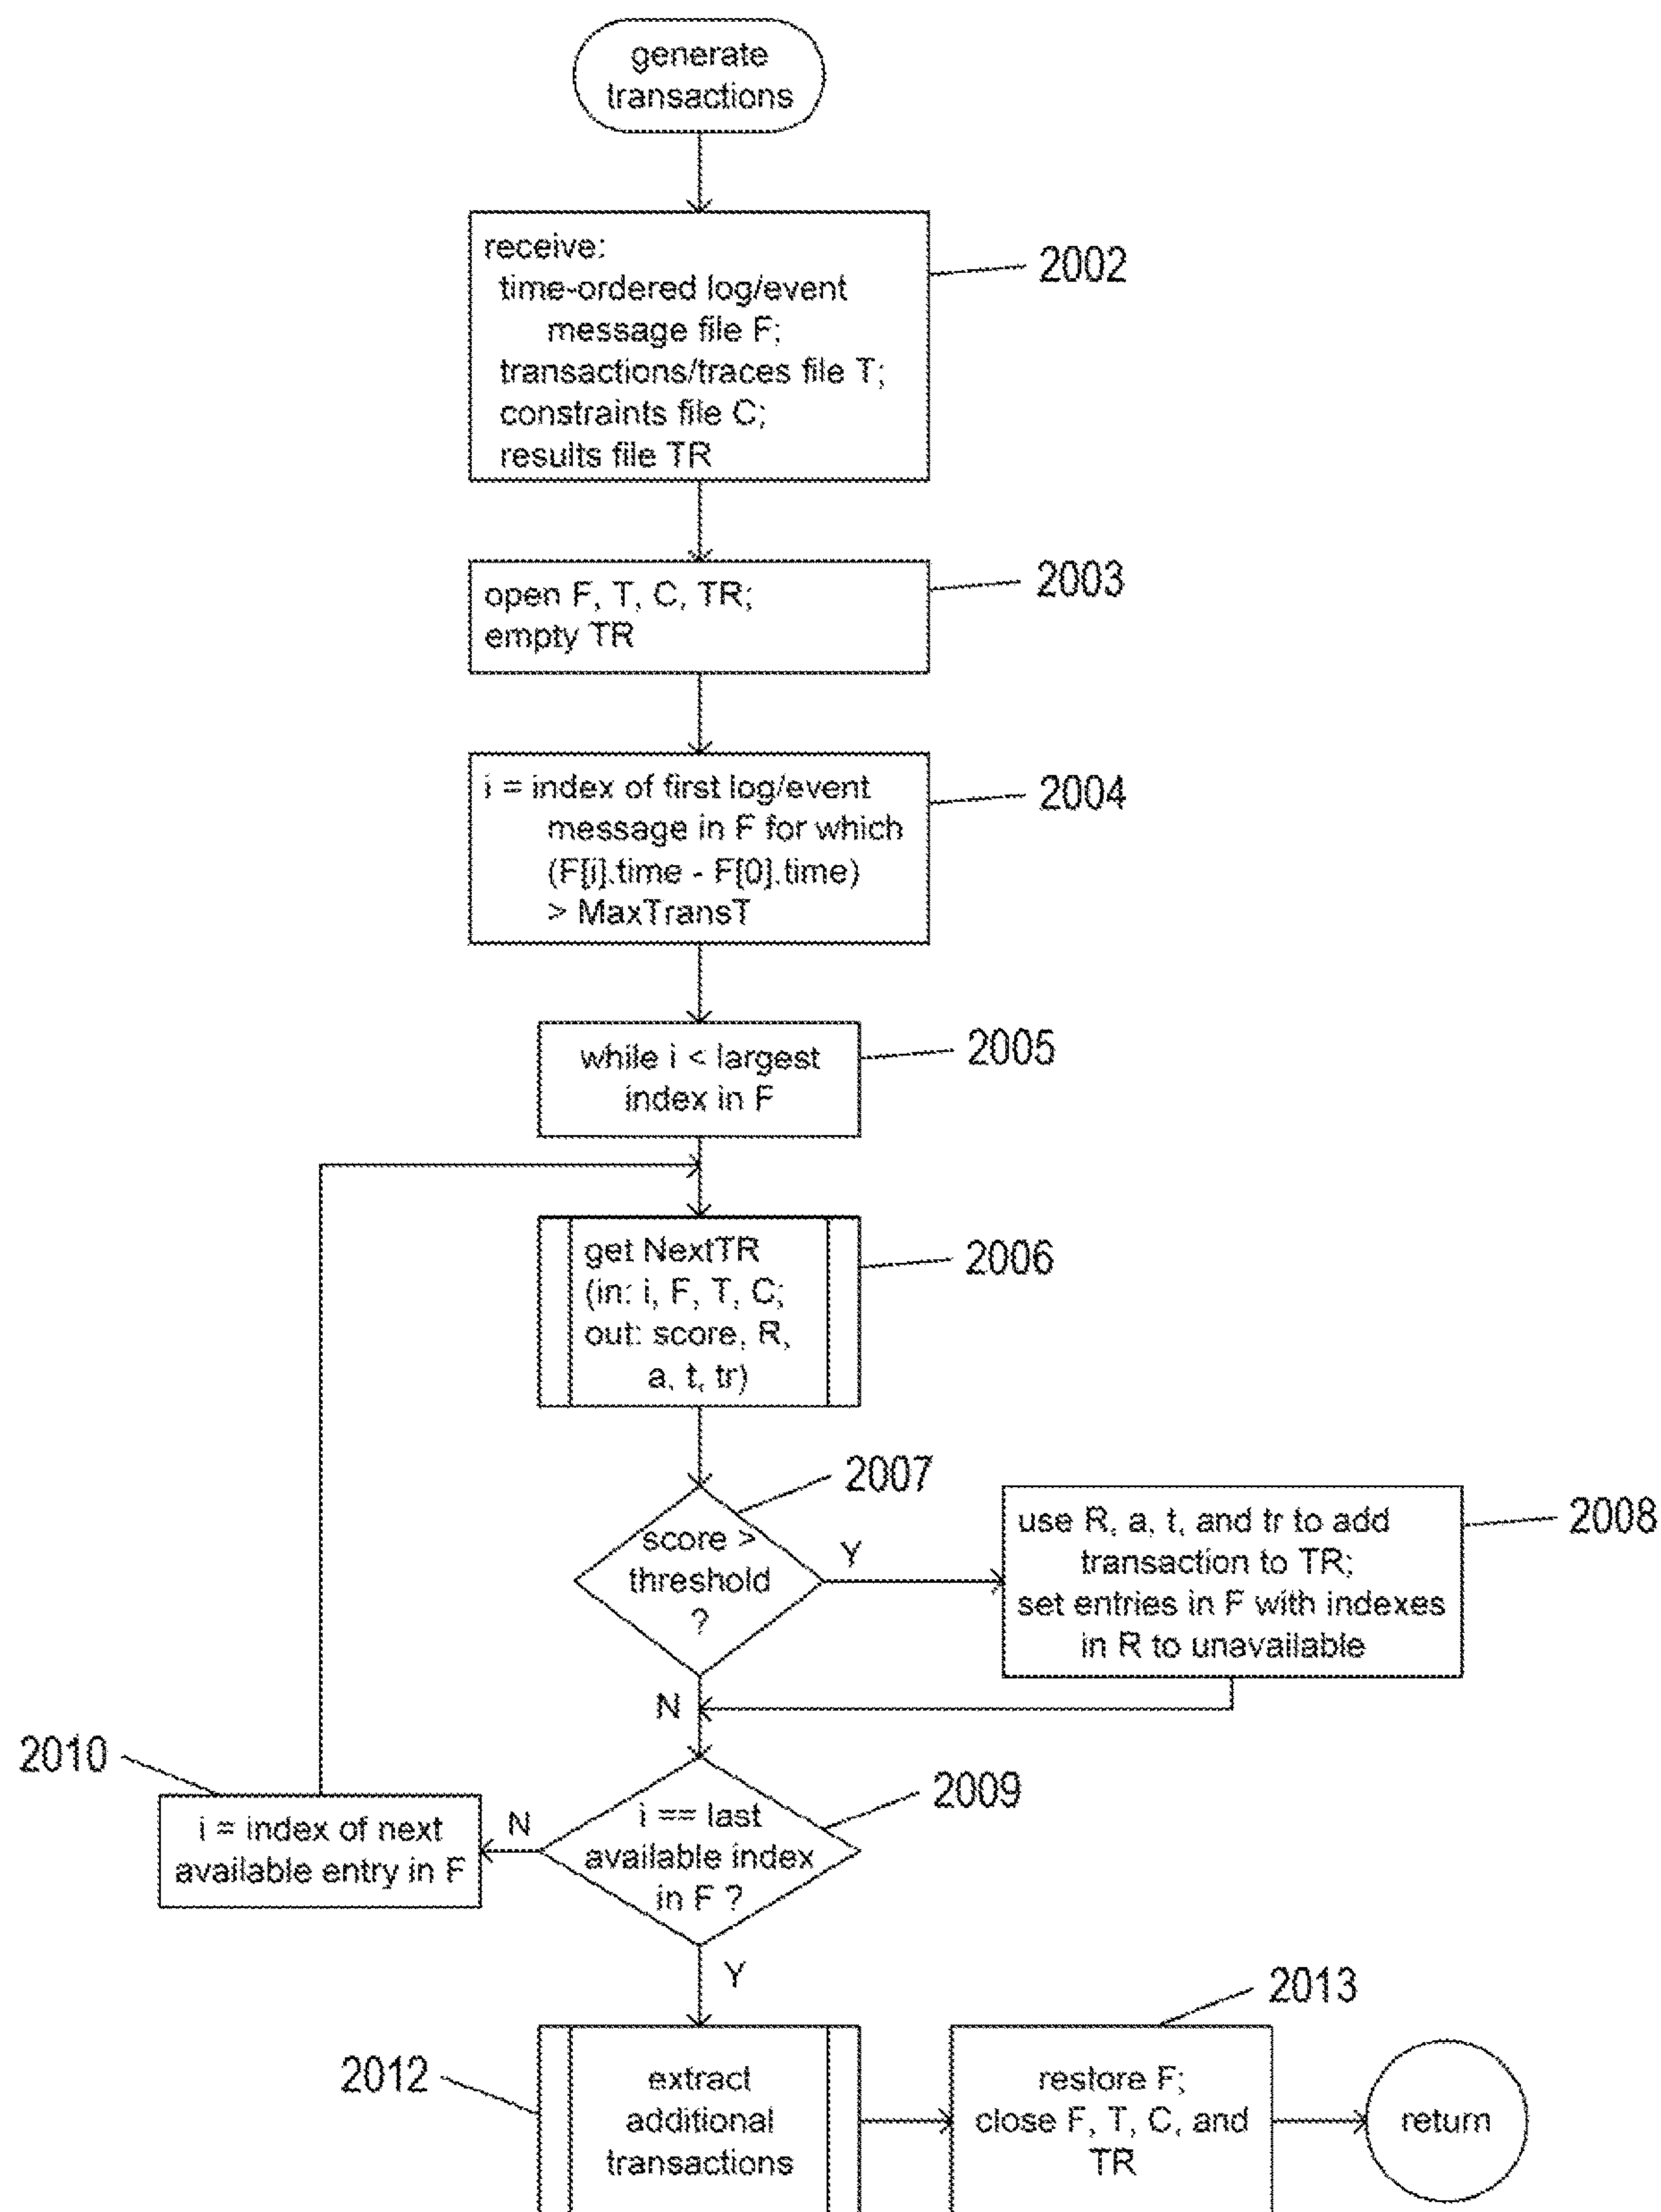 generate
transactions
receive:
time-ordered log/event
message file F;
transactions/traces file T;
constraints file C;
results file TR
2002
open F, T, C, TR;
empty TR
2003
i = index of first log/event
message in F for which
(F[i].time - F[0].time)
> MaxTransT
2004
while i < largest
index in F
2005
get NextTR
(in: i, F, T, C;
out: score, R,
a, t, tr)
2006
score >
threshold
?
2007
Y
N
use R, a, t, and tr to add
transaction to TR;
set entries in F with indexes
in R to unavailable
2008
i == last
available index
in F ?
2009
N
Y
i = index of next
available entry in F
2010
extract
additional
transactions
2012
restore F;
close F, T, C, and
TR
2013
return